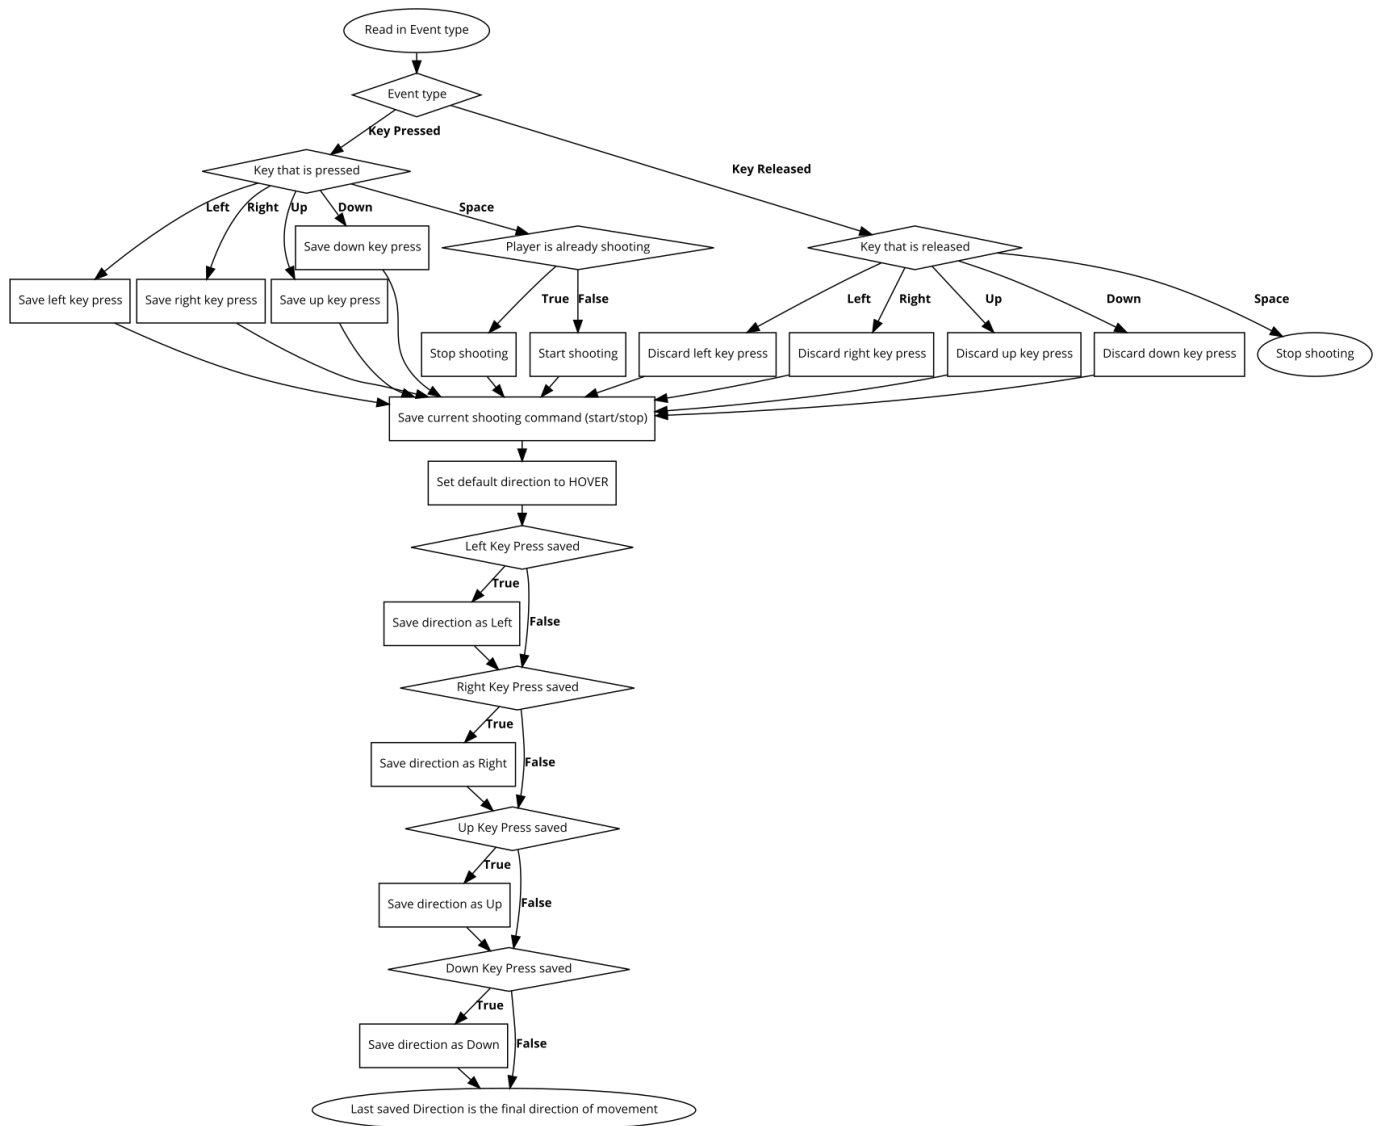 Read in Event type
Event type
Key Pressed
Key Released
Key that is pressed
Left
Right
Up
Down
Space
Save down key press
Player is already shooting
Key that is released
Save left key press
Save right key press
Save up key press
True
False
Left
Right
Up
Down
Space
Stop shooting
Start shooting
Discard left key press
Discard right key press
Discard up key press
Discard down key press
Stop shooting
Save current shooting command (start/stop)
Set default direction to HOVER
Left Key Press saved
True
Save direction as Left
False
Right Key Press saved
True
Save direction as Right
False
Up Key Press saved
True
Save direction as Up
False
Down Key Press saved
True
Save direction as Down
False
Last saved Direction is the final direction of movement